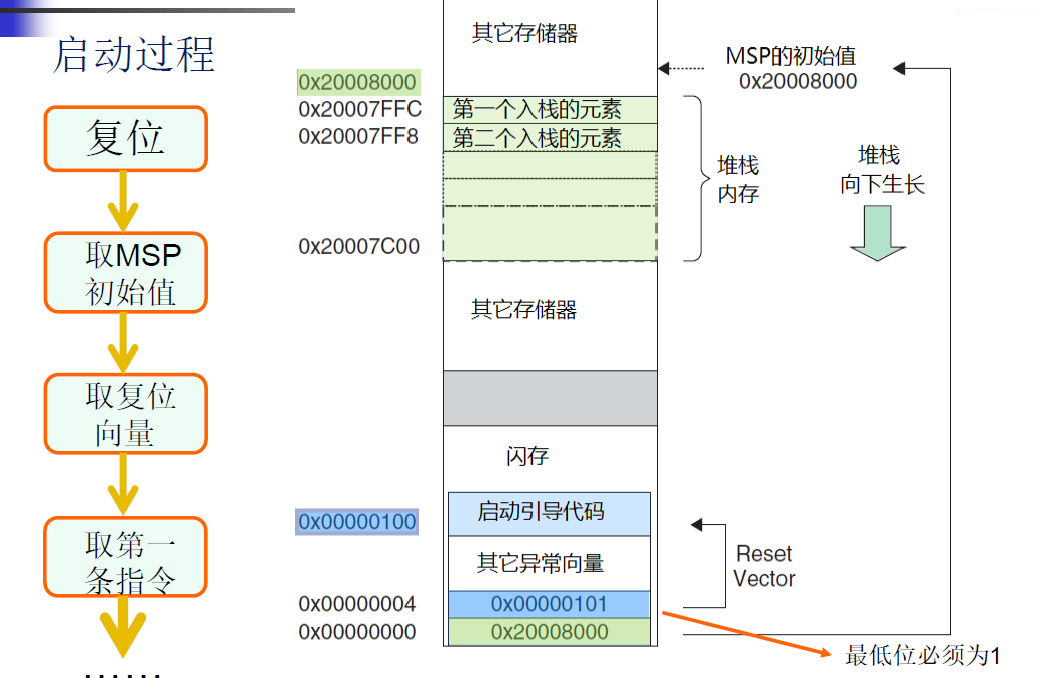 启动过程
复位
取MSP
初始值
取复位
向量
取第一
条指令
······
其它存储器
0x20008000
0x20007FFC
第一个入栈的元素
0x20007FF8
第二个入栈的元素
0x20007C00
MSP的初始值
0x20008000
堆栈
内存
堆栈
向下生长
其它存储器
闪存
0x00000100
启动引导代码
其它异常向量
0x00000004
0x00000101
0x00000000
0x20008000
Reset
Vector
最低位必须为1